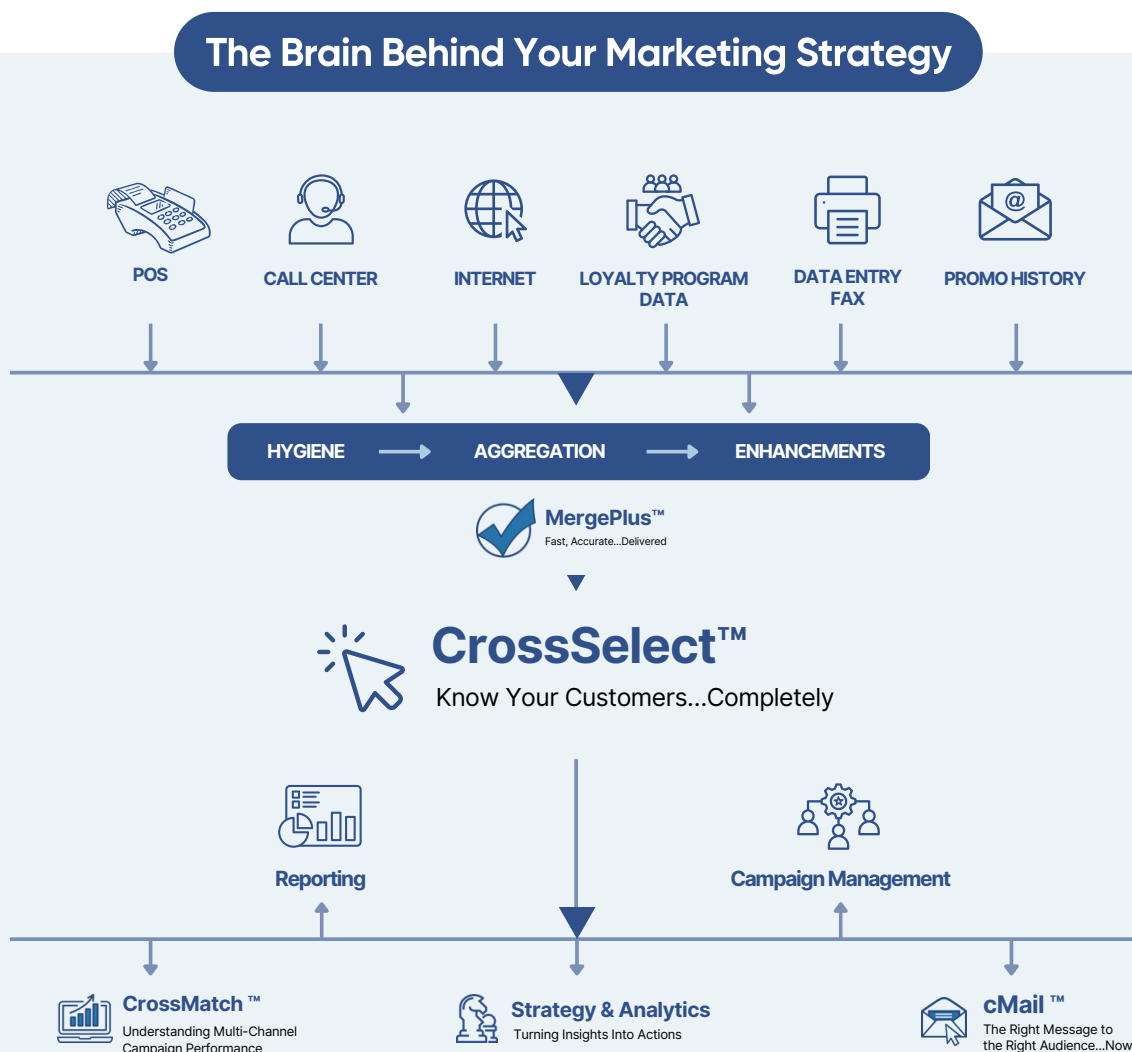 The Brain Behind Your Marketing Strategy
@
POS
CALL CENTER
INTERNET
LOYALTY PROGRAM
DATA
DATA ENTRY
FAX
PROMO HISTORY
HYGIENE
AGGREGATION
ENHANCEMENTS
MergePlus™
Fast, Accurate...Delivered
CrossSelect™
Know Your Customers...Completely
Reporting
Campaign Management
CrossMatch ™
Understanding Multi-Channel
Campaign Performance
Strategy & Analytics
Turning Insights Into Actions
cMail ™
The Right Message to
the Right Audience...Now